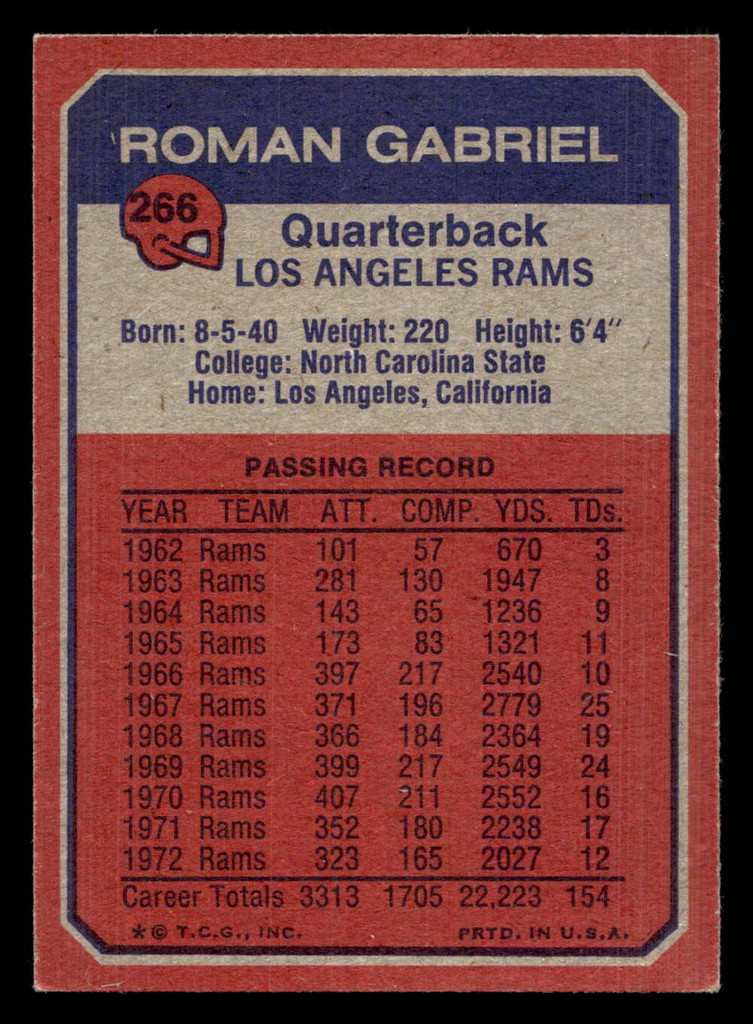 ROMAN GABRIEL
266
Quarterback
LOS ANGELES RAMS
Born: 8-5-40 Weight: 220 Height: 6'4"
College: North Carolina State
Home: Los Angeles, California
PASSING RECORD
YEAR TEAM ATT. COMP. YDS. TDs.
1962 Rams 101 57 670 3
1963 Rams 281 130 1947 8
1964 Rams 143 65 1236 9
1965 Rams 173 83 1321 11
1966 Rams 397 217 2540 10
1967 Rams 371 196 2779 25
1968 Rams 366 184 2364 19
1969 Rams 399 217 2549 24
1970 Rams 407 211 2552 16
1971 Rams 352 180 2238 17
1972 Rams 323 165 2027 12
Career Totals 3313 1705 22,223 154
*© T.C.G., INC. PRTD. IN U.S.A.